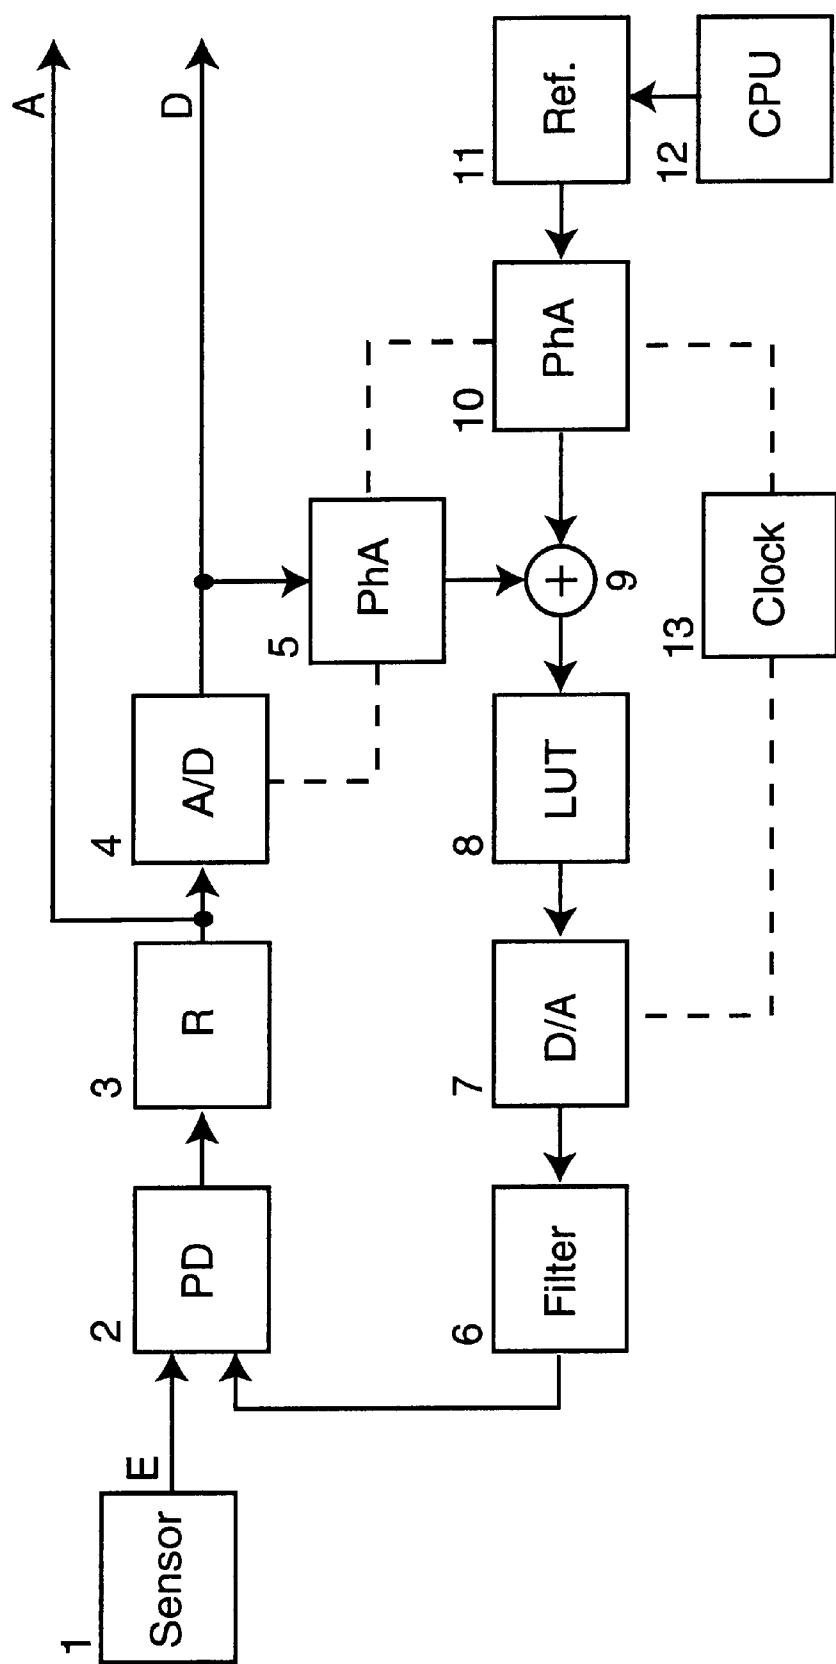 A
D
1
Sensor
E
2
PD
3
R
4
A/D
5
PhA
6
Filter
7
D/A
8
LUT
9
+
10
PhA
11
Ref.
12
CPU
13
Clock